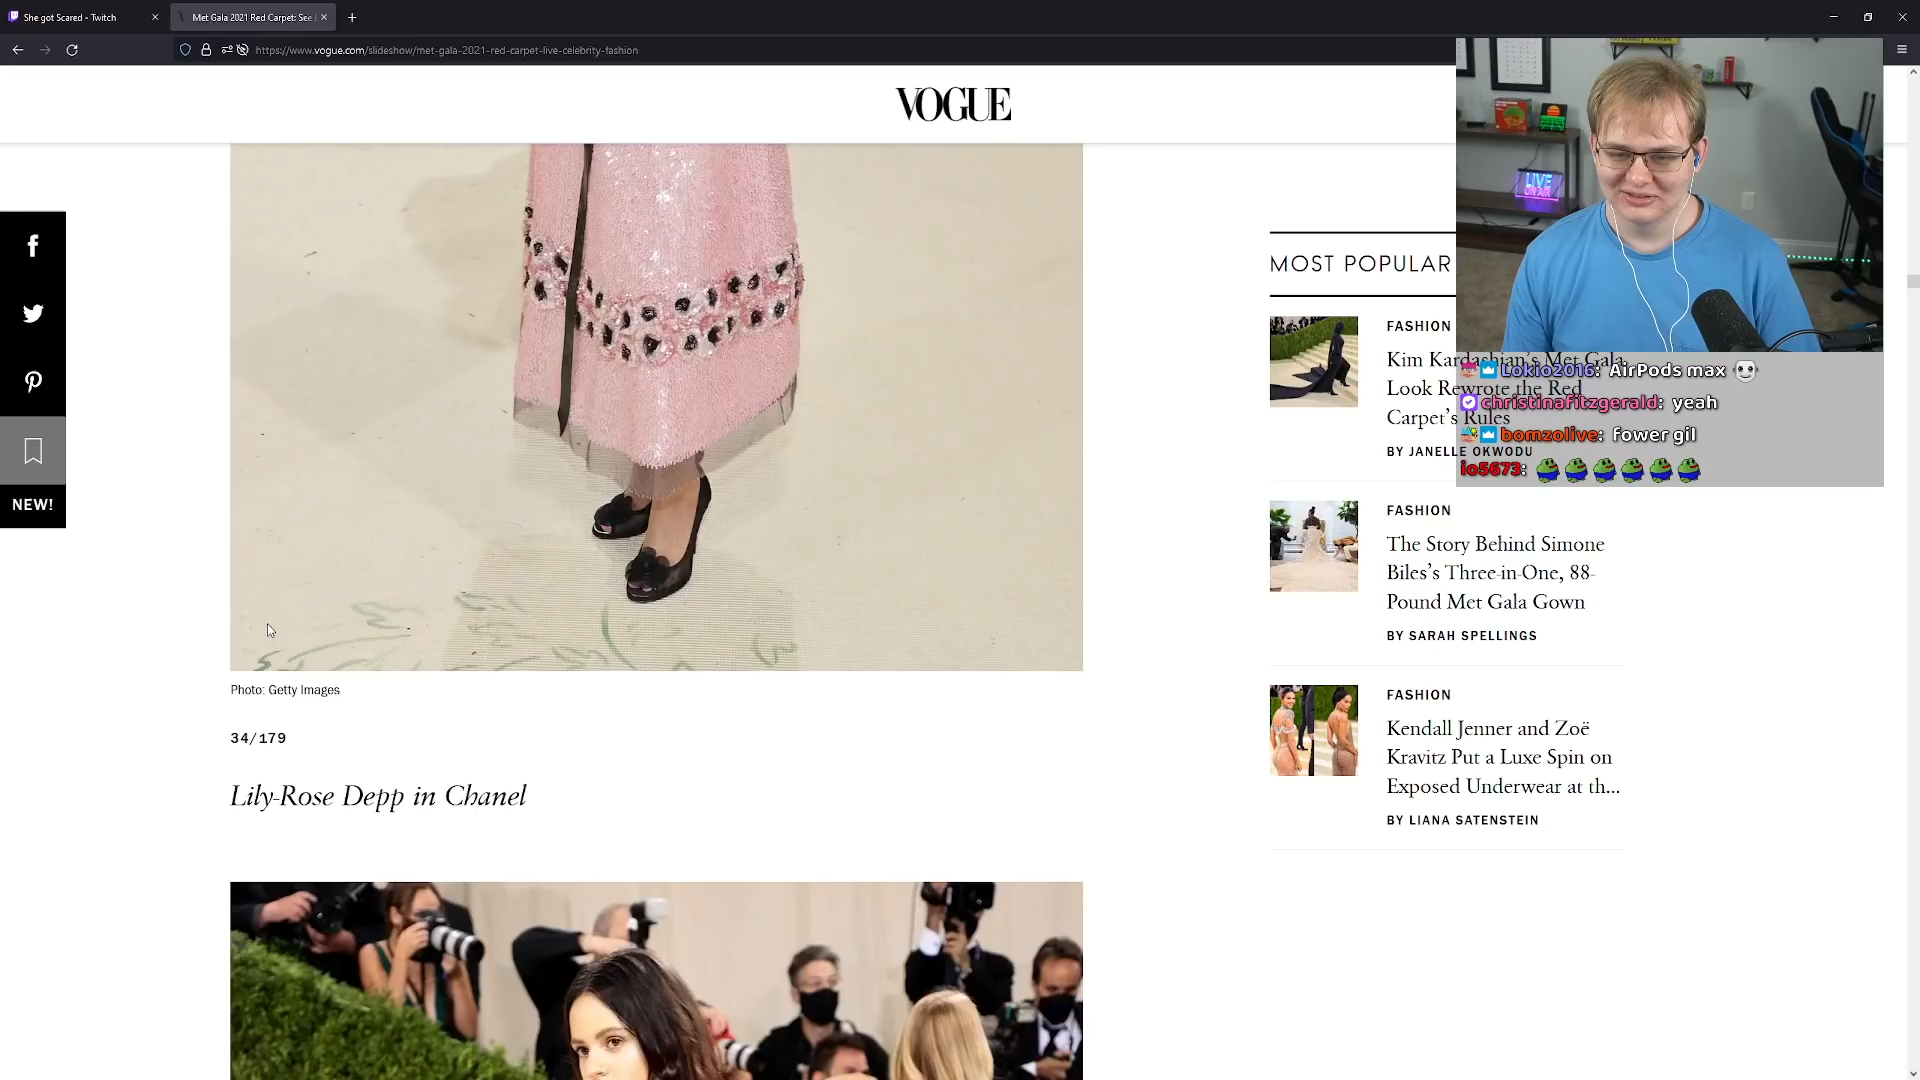 She got Scared - Twitch
Met Gala 2021 Red Carpet: See E
https://www.vogue.com/slideshow/met-gala-2021-red-carpet-live-celebrity-fashion
VOGUE
NEW!
Photo: Getty Images
34/179
Lily-Rose Depp in Chanel
MOST POPULAR
FASHION
Kim Kardashian's Met Gala
Look Rewrote the Red
Carpet's Rules
BY JANELLE OKWODU
FASHION
The Story Behind Simone
Biles's Three-in-One, 88-
Pound Met Gala Gown
BY SARAH SPELLINGS
FASHION
Kendall Jenner and Zoë
Kravitz Put a Luxe Spin on
Exposed Underwear at th...
BY LIANA SATENSTEIN
LIVE
ON AIR
Lokio2016: AirPods max
christinafitzgerald: yeah
bomzolive: fower gil
io5673: